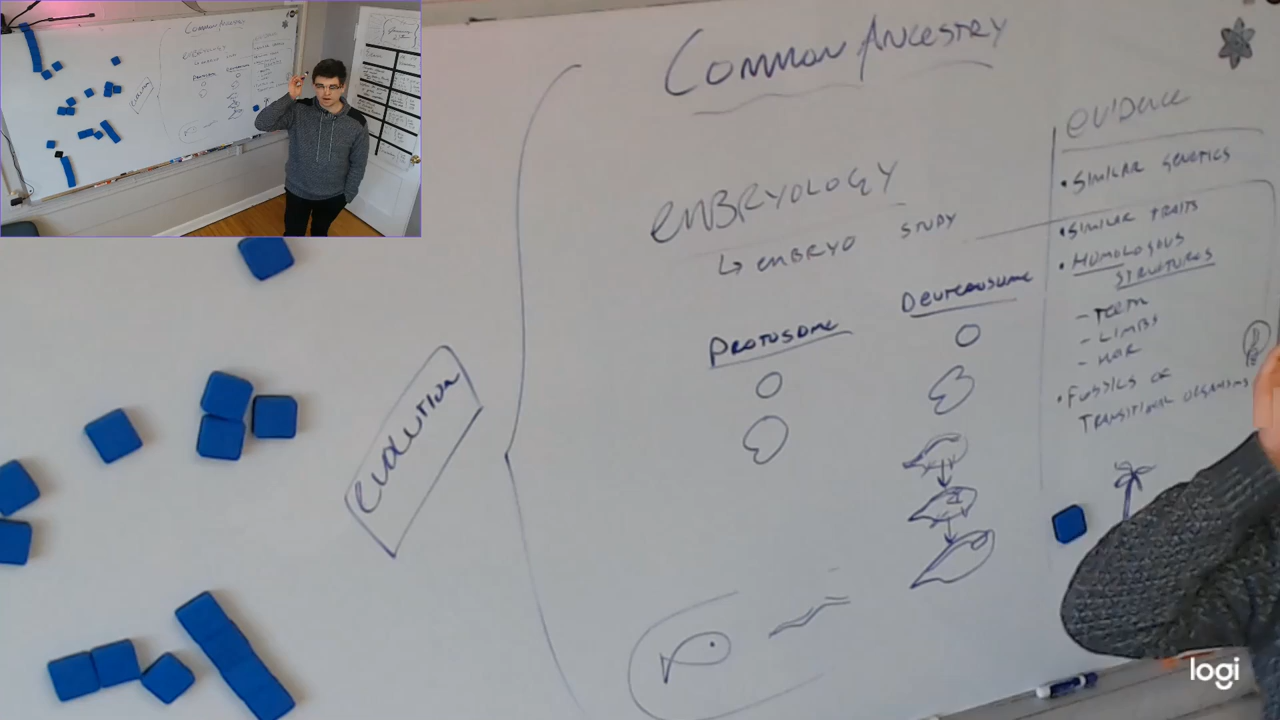 Common Ancestry
EMBRYOLOGY
↳ EMBRYO STUDY
PROTOSOME
DEUTEROSOME
EVOLUTION
EVIDENCE
• SIMILAR GENETICS
• SIMILAR TRAITS
• HOMOLOGOUS
STRUCTURES
- TEETH
- LIMBS
- HAIR
• FOSSILS OF
TRANSITIONAL ORGANISMS
logi